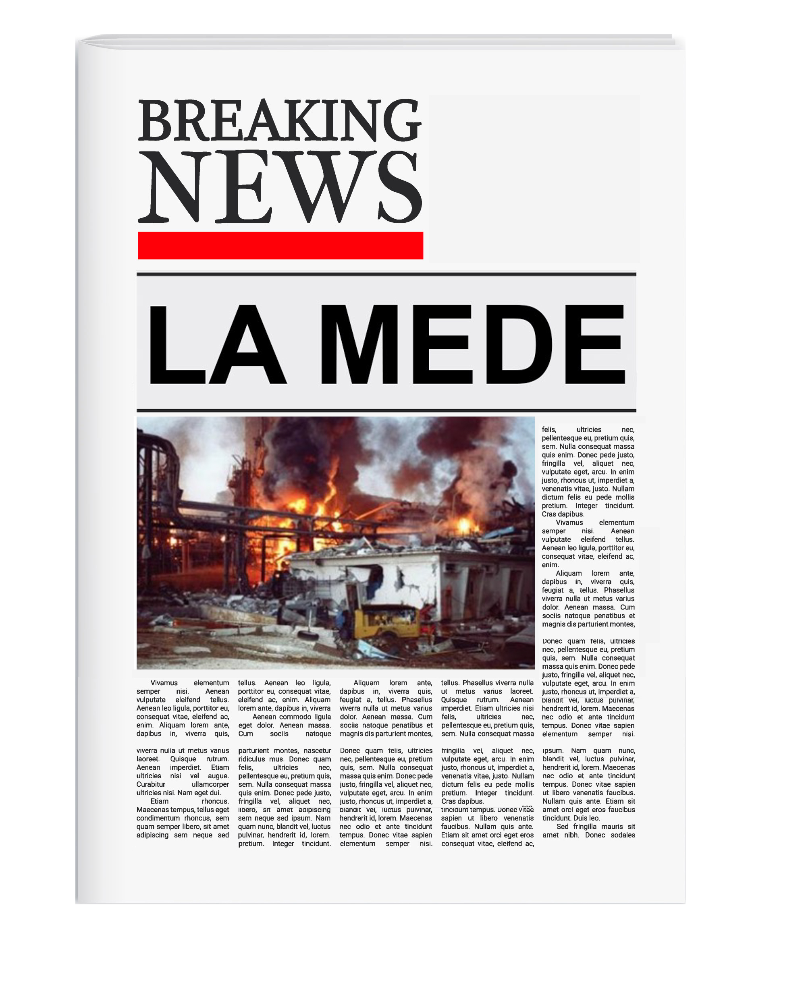 BREAKING
NEWS
LA MEDE
felis, ultricies nec,
pellentesque eu, pretium quis,
sem. Nulla consequat massa
quis enim. Donec pede justo,
fringilla vel, aliquet nec,
vulputate eget, arcu. In enim
justo, rhoncus ut, imperdiet a,
venenatis vitae, justo. Nullam
dictum felis eu pede mollis
pretium. Integer tincidunt.
Cras dapibus.
Vivamus elementum
semper nisi. Aenean
vulputate eleifend tellus.
Aenean leo ligula, porttitor eu,
consequat vitae, eleifend ac,
enim.
Aliquam lorem ante,
dapibus in, viverra quis,
feugiat a, tellus. Phasellus
viverra nulla ut metus varius
dolor. Aenean massa. Cum
sociis natoque penatibus et
magnis dis parturient montes,
Donec quam felis, ultricies
nec, pellentesque eu, pretium
quis, sem. Nulla consequat
massa quis enim. Donec pede
justo, fringilla vel, aliquet nec,
vulputate eget, arcu. In enim
justo, rhoncus ut, imperdiet a,
blandit vel, luctus pulvinar,
hendrerit id, lorem. Maecenas
nec odio et ante tincidunt
tempus. Donec vitae sapien
elementum semper nisi.
ipsum. Nam quam nunc,
blandit vel, luctus pulvinar,
hendrerit id, lorem. Maecenas
nec odio et ante tincidunt
tempus. Donec vitae sapien
ut libero venenatis faucibus.
Nullam quis ante. Etiam sit
amet orci eget eros faucibus
tincidunt. Duis leo.
Sed fringilla mauris sit
amet nibh. Donec sodales
Vivamus elementum
semper nisi. Aenean
vulputate eleifend tellus.
Aenean leo ligula, porttitor eu,
consequat vitae, eleifend ac,
enim. Aliquam lorem ante,
dapibus in, viverra quis,
viverra nulla ut metus varius
laoreet. Quisque rutrum.
Aenean imperdiet. Etiam
ultricies nisi vel augue.
Curabitur ullamcorper
ultricies nisi. Nam eget dui.
Etiam rhoncus.
Maecenas tempus, tellus eget
condimentum rhoncus, sem
quam semper libero, sit amet
adipiscing sem neque sed
tellus. Aenean leo ligula,
porttitor eu, consequat vitae,
eleifend ac, enim. Aliquam
lorem ante, dapibus in, viverra
Aenean commodo ligula
eget dolor. Aenean massa.
Cum sociis natoque
parturient montes, nascetur
ridiculus mus. Donec quam
felis, ultricies nec,
pellentesque eu, pretium quis,
sem. Nulla consequat massa
quis enim. Donec pede justo,
fringilla vel, aliquet nec,
libero, sit amet adipiscing
sem neque sed ipsum. Nam
quam nunc, blandit vel, luctus
pulvinar, hendrerit id, lorem.
pretium. Integer tincidunt.
Aliquam lorem ante,
dapibus in, viverra quis,
feugiat a, tellus. Phasellus
viverra nulla ut metus varius
dolor. Aenean massa. Cum
sociis natoque penatibus et
magnis dis parturient montes,
Donec quam felis, ultricies
nec, pellentesque eu, pretium
quis, sem. Nulla consequat
massa quis enim. Donec pede
justo, fringilla vel, aliquet nec,
vulputate eget, arcu. In enim
justo, rhoncus ut, imperdiet a,
blandit vel, luctus pulvinar,
hendrerit id, lorem. Maecenas
nec odio et ante tincidunt
tempus. Donec vitae sapien
elementum semper nisi.
tellus. Phasellus viverra nulla
ut metus varius laoreet.
Quisque rutrum. Aenean
imperdiet. Etiam ultricies nisi
felis, ultricies nec,
pellentesque eu, pretium quis,
sem. Nulla consequat massa
fringilla vel, aliquet nec,
vulputate eget, arcu. In enim
justo, rhoncus ut, imperdiet a,
venenatis vitae, justo. Nullam
dictum felis eu pede mollis
pretium. Integer tincidunt.
Cras dapibus.
tincidunt tempus. Donec vitae
sapien ut libero venenatis
faucibus. Nullam quis ante.
Etiam sit amet orci eget eros
consequat vitae, eleifend ac,